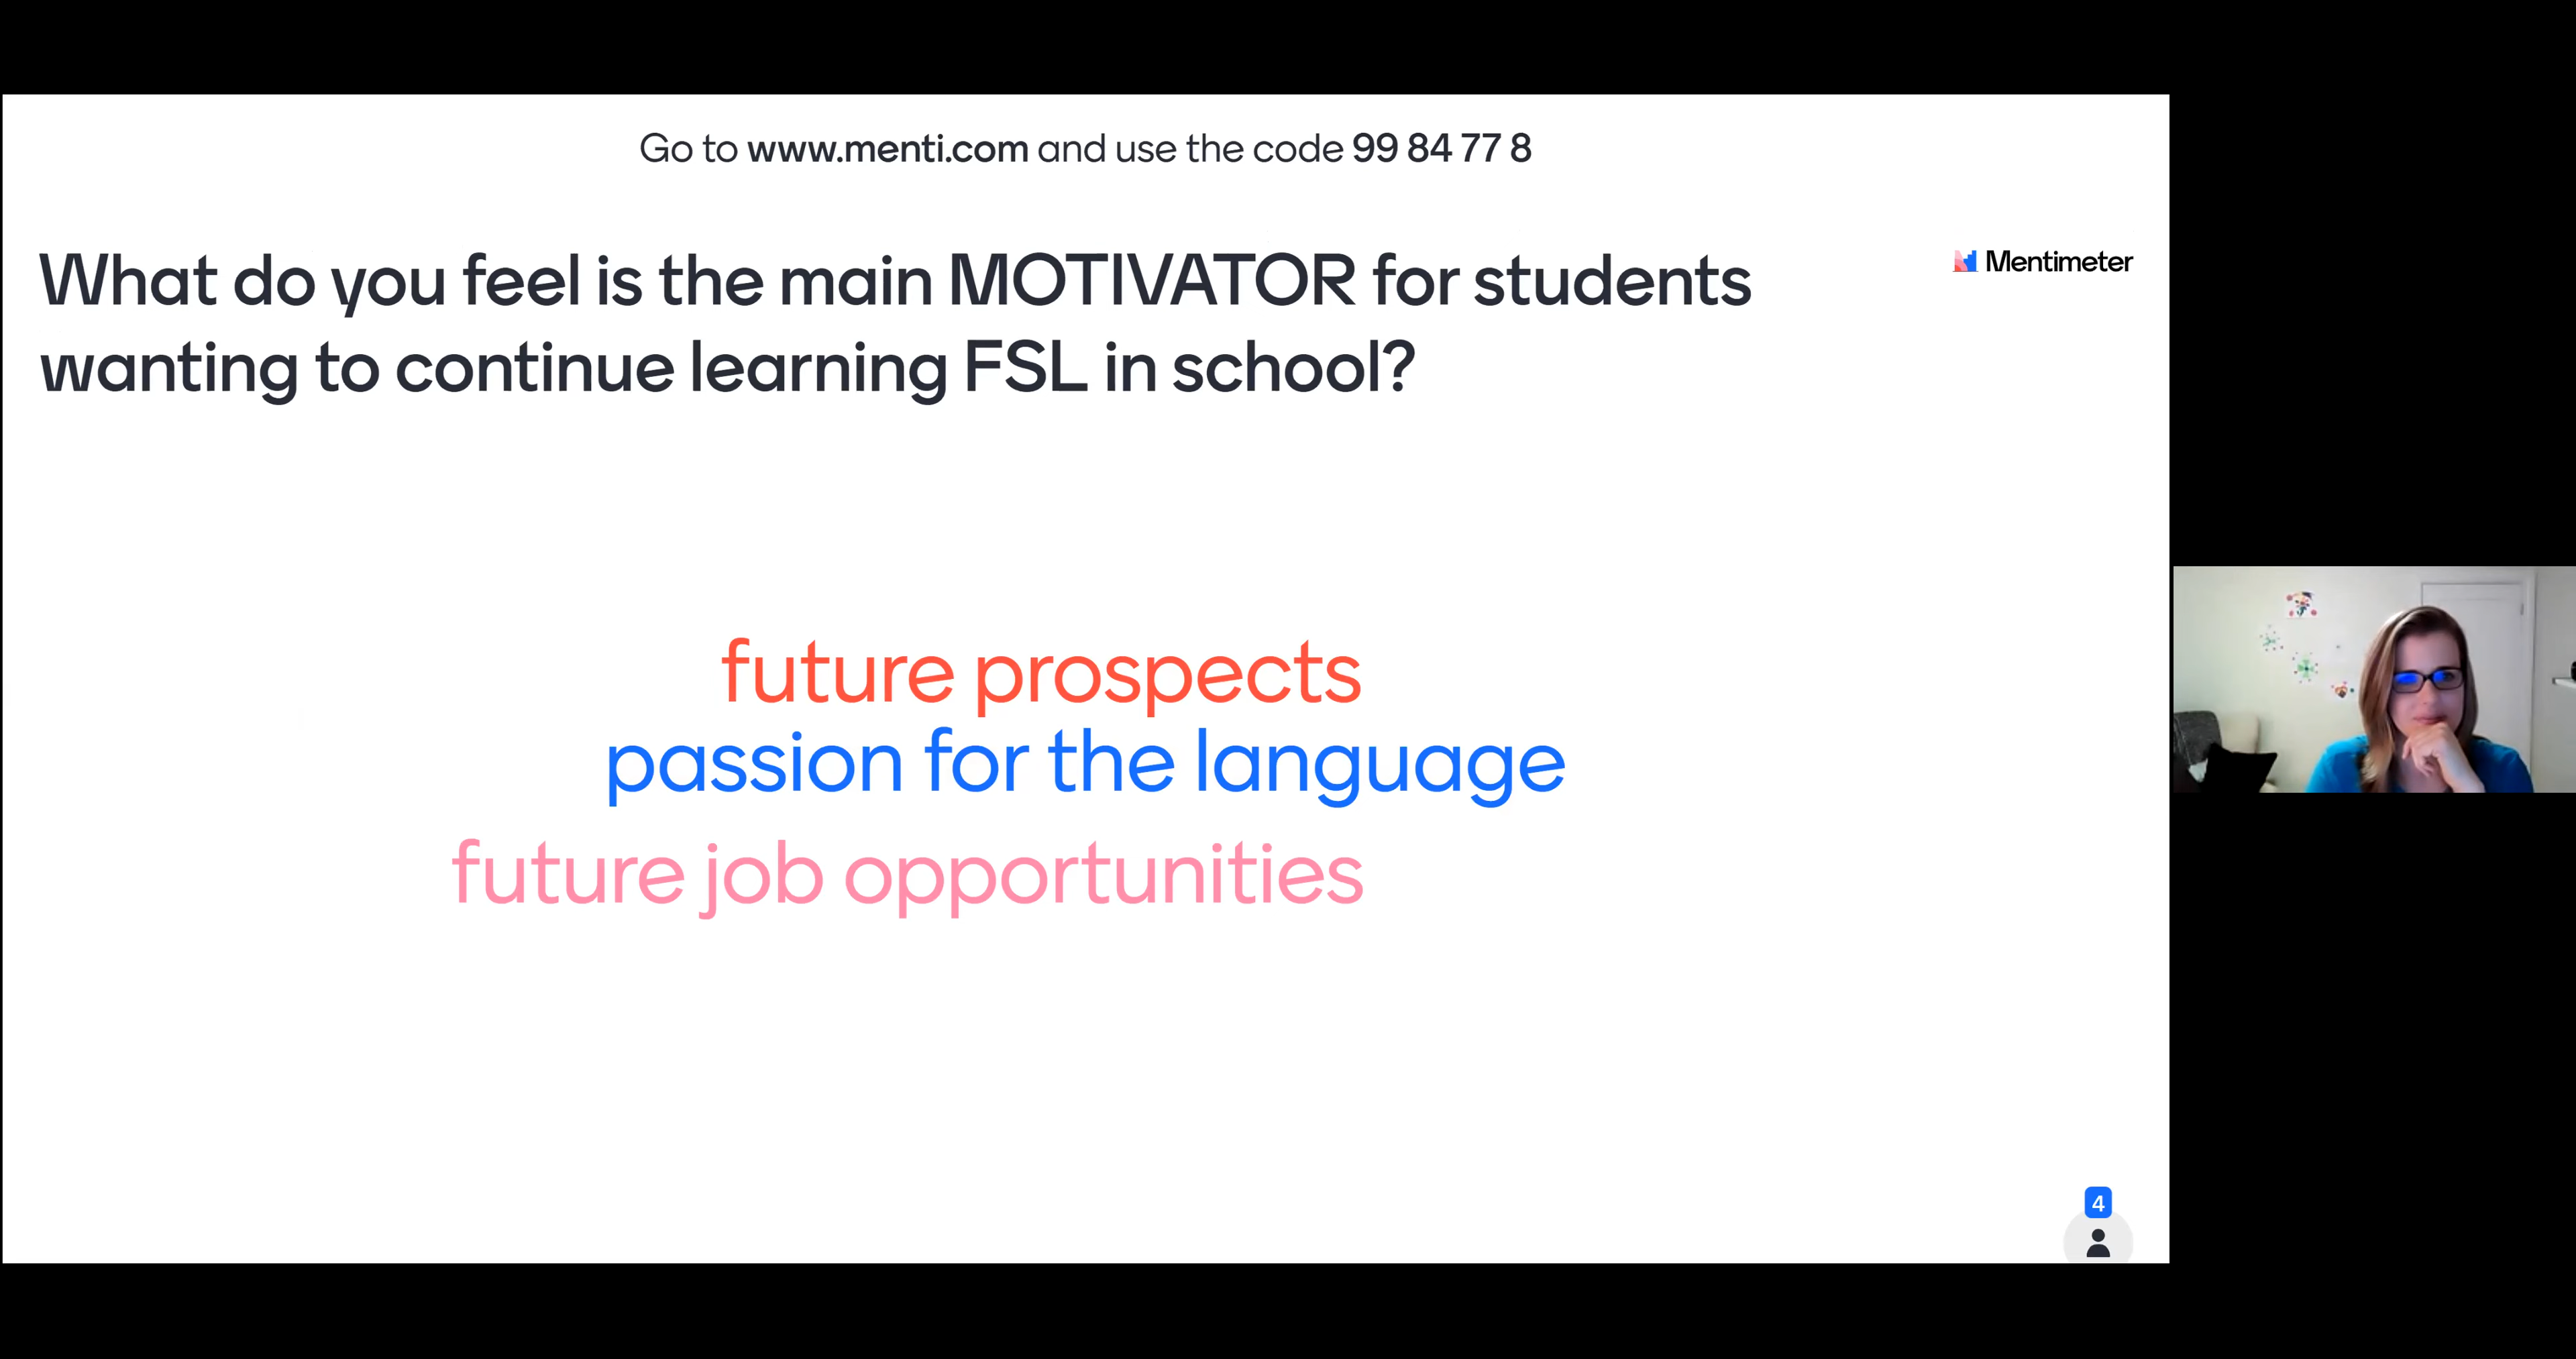 Go to www.menti.com and use the code 99 84 77 8
Mentimeter
What do you feel is the main MOTIVATOR for students
wanting to continue learning FSL in school?
future prospects
passion for the language
future job opportunities
4